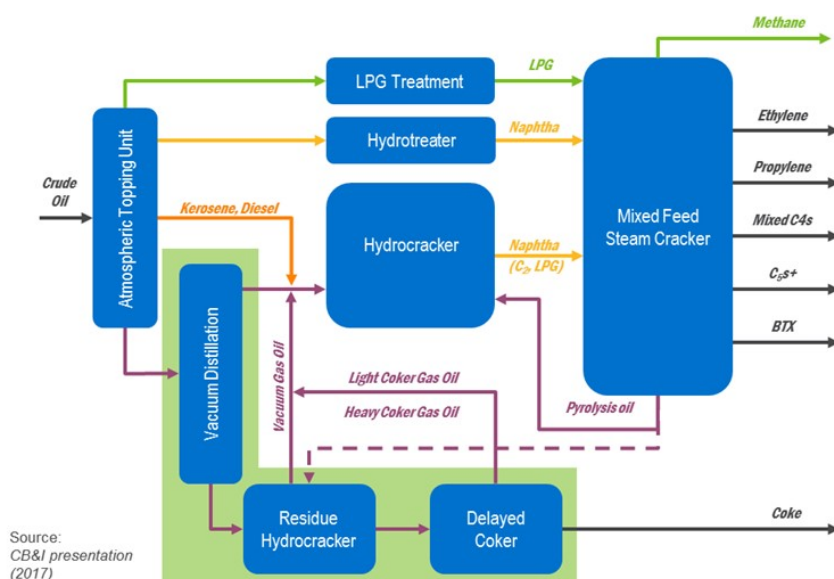 Methane
LPG Treatment
LPG
Ethylene
Hydrotreater
Naphtha
Crude
Oil
Atmospheric Topping Unit
Propylene
Kerosene, Diesel
Hydrocracker
Mixed Feed
Steam Cracker
Mixed C4s
Naphtha
(C₂, LPG)
C₅s+
Vacuum Distillation
BTX
Vacuum Gas Oil
Light Coker Gas Oil
Heavy Coker Gas Oil
Pyrolysis oil
Residue
Hydrocracker
Delayed
Coker
Coke
Source:
CB&I presentation
(2017)